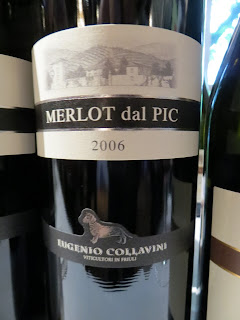 MERLOT dal PIC
2006
EUGENIO COLLAVINI
VITICULTORI IN FRIULI